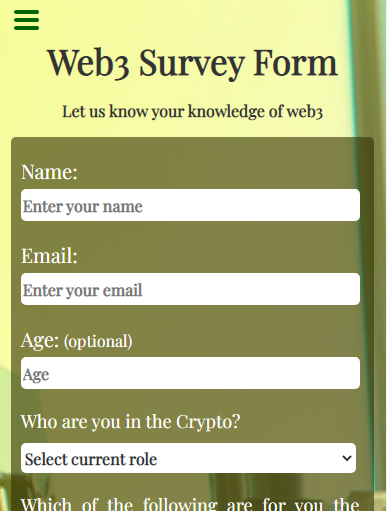 Web3 Survey Form
Let us know your knowledge of web3
Name:
Enter your name
Email:
Enter your email
Age: (optional)
Age
Who are you in the Crypto?
Select current role
Which of the following are for you the